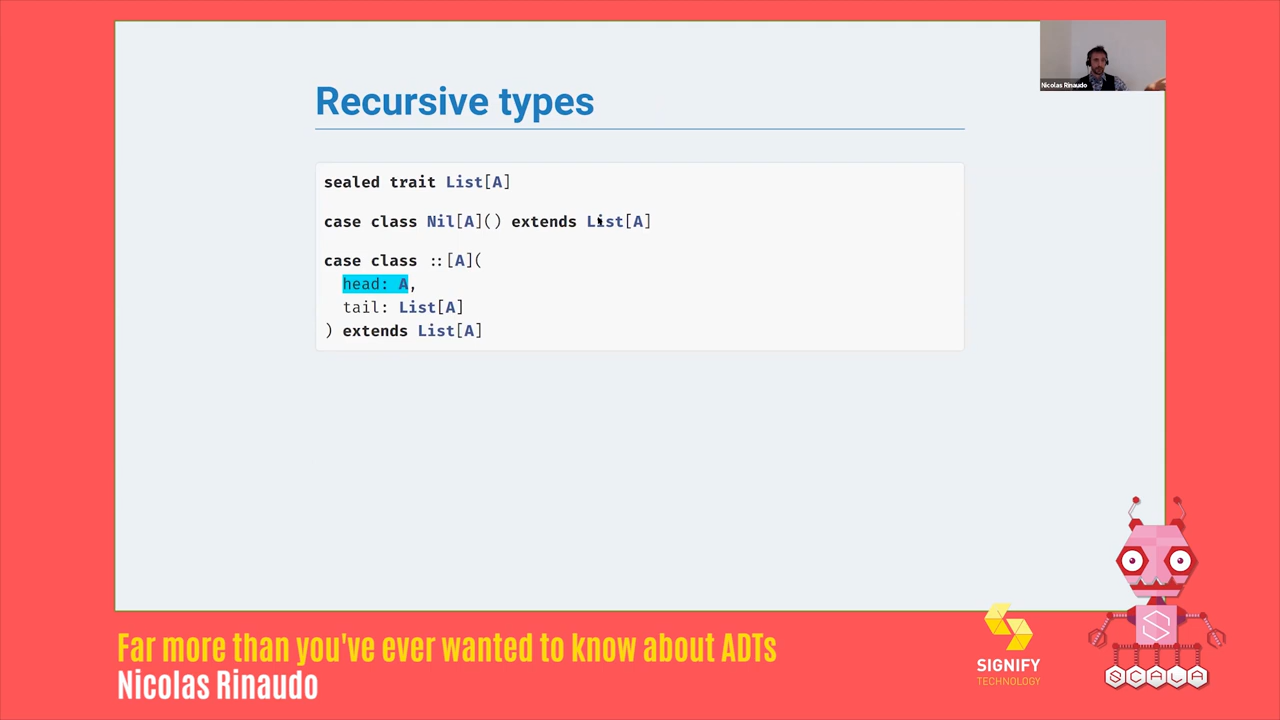 Recursive types
Nicolas Rinaudo
sealed trait List[A]
case class Nil[A]() extends List[A]
case class ::[A](
head: A,
tail: List[A]
) extends List[A]
Far more than you've ever wanted to know about ADTs
Nicolas Rinaudo
SIGNIFY
TECHNOLOGY
S
SCALA